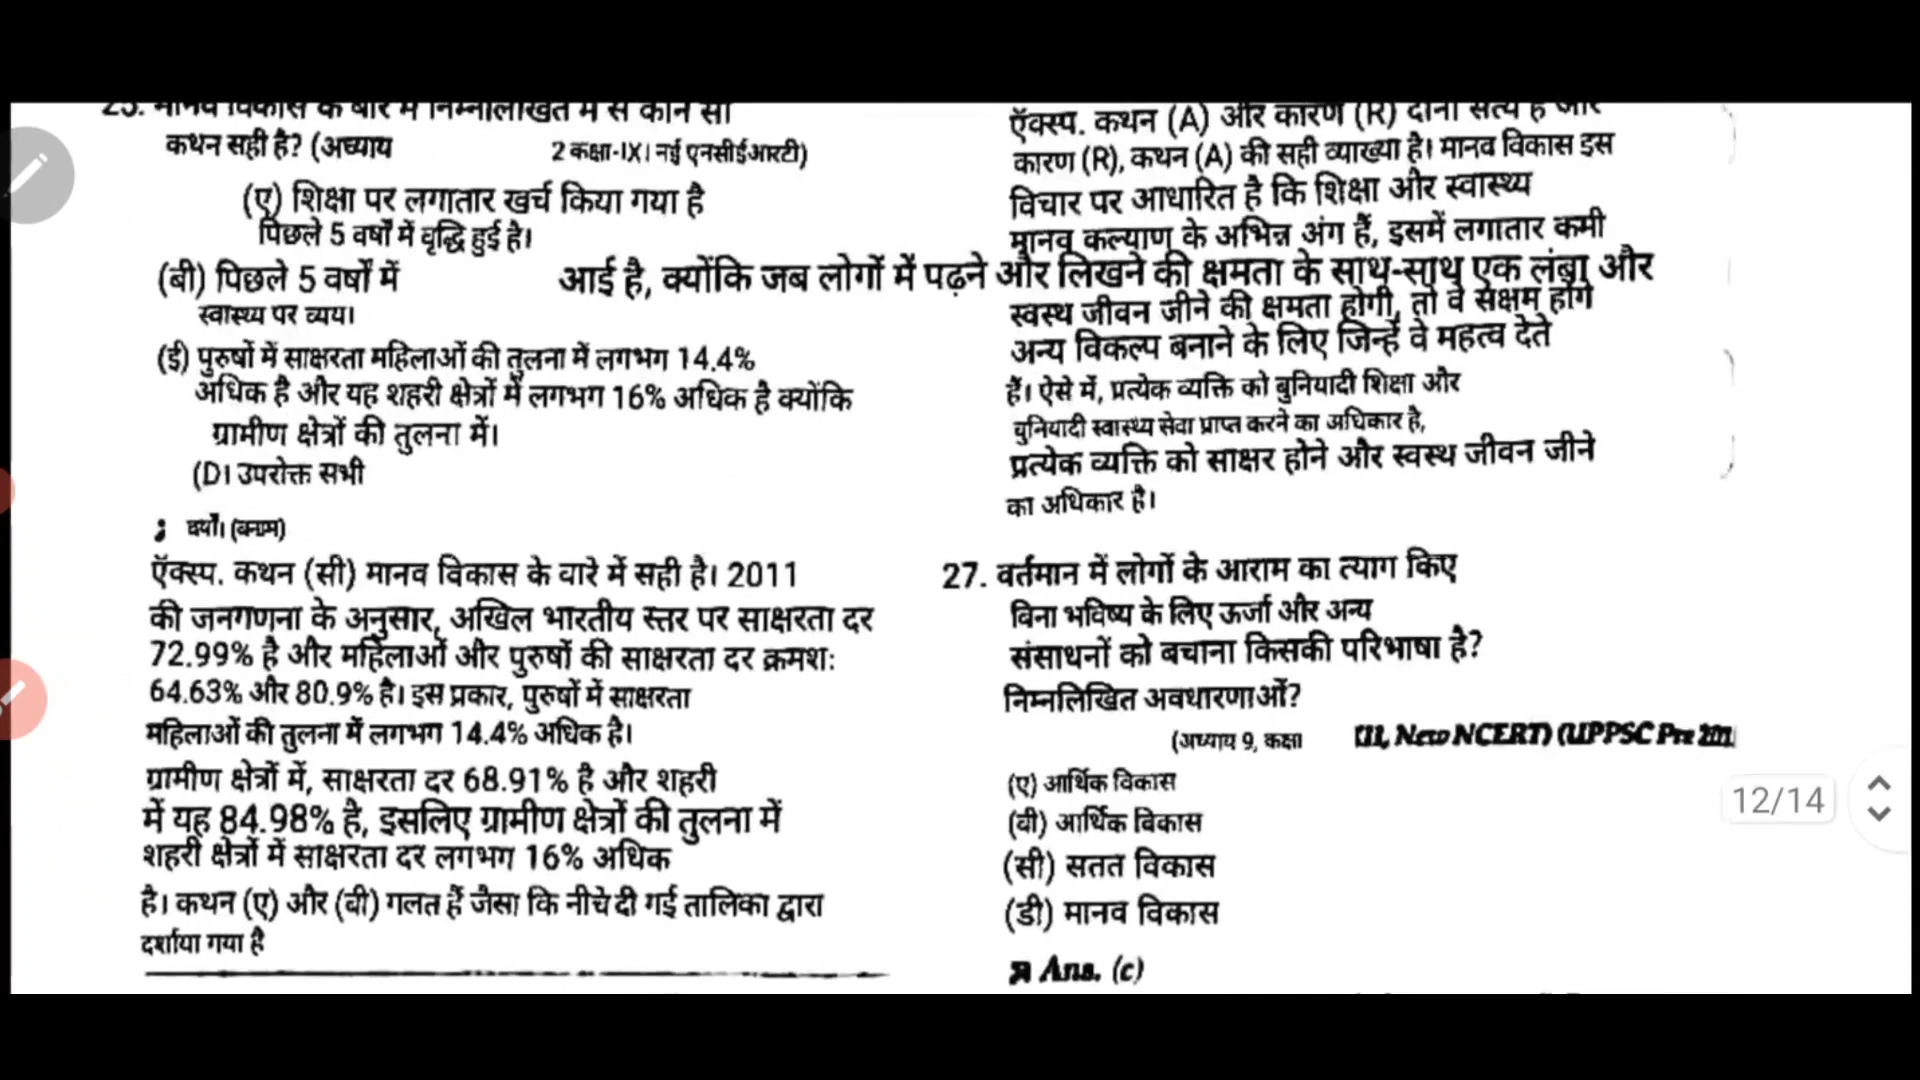 25. मानव विकास के बारे में निम्नलिखित में से कौन सा
कथन सही है? (अध्याय 2 कक्षा-IX। नई एनसीईआरटी)
(ए) शिक्षा पर लगातार खर्च किया गया है
पिछले 5 वर्षों में वृद्धि हुई है।
(बी) पिछले 5 वर्षों में
स्वास्थ्य पर व्यय।
(ई) पुरुषों में साक्षरता महिलाओं की तुलना में लगभग 14.4%
अधिक है और यह शहरी क्षेत्रों में लगभग 16% अधिक है क्योंकि
ग्रामीण क्षेत्रों की तुलना में।
(D। उपरोक्त सभी
क्यों। (बनाम)
ऍक्स्प. कथन (सी) मानव विकास के वारे में सही है। 2011
की जनगणना के अनुसार, अखिल भारतीय स्तर पर साक्षरता दर
72.99% है और महिलाओं और पुरुषों की साक्षरता दर क्रमश:
64.63% और 80.9% है। इस प्रकार, पुरुषों में साक्षरता
महिलाओं की तुलना में लगभग 14.4% अधिक है।
ग्रामीण क्षेत्रों में, साक्षरता दर 68.91% है और शहरी
में यह 84.98% है, इसलिए ग्रामीण क्षेत्रों की तुलना में
शहरी क्षेत्रों में साक्षरता दर लगभग 16% अधिक
है। कथन (ए) और (बी) गलत हैं जैसा कि नीचे दी गई तालिका द्वारा
दर्शाया गया है
ऍक्स्प. कथन (A) और कारण (R) दोनों सत्य हैं और
कारण (R), कथन (A) की सही व्याख्या है। मानव विकास इस
विचार पर आधारित है कि शिक्षा और स्वास्थ्य
मानव कल्याण के अभिन्न अंग हैं, इसमें लगातार कमी
आई है, क्योंकि जब लोगों में पढ़ने और लिखने की क्षमता के साथ-साथ एक लंबा और
स्वस्थ जीवन जीने की क्षमता होगी, तो वे सक्षम होंगे
अन्य विकल्प बनाने के लिए जिन्हें वे महत्व देते
हैं। ऐसे में, प्रत्येक व्यक्ति को बुनियादी शिक्षा और
बुनियादी स्वास्थ्य सेवा प्राप्त करने का अधिकार है,
प्रत्येक व्यक्ति को साक्षर होने और स्वस्थ जीवन जीने
का अधिकार है।
27. वर्तमान में लोगों के आराम का त्याग किए
विना भविष्य के लिए ऊर्जा और अन्य
संसाधनों को बचाना किसकी परिभाषा है?
निम्नलिखित अवधारणाओं?
(अध्याय 9, कक्षा II, New NCERT) (UPPSC Pre
(ए) आर्थिक विकास
(वी) आर्थिक विकास
(सी) सतत विकास
(डी) मानव विकास
Ans. (c)
12/14